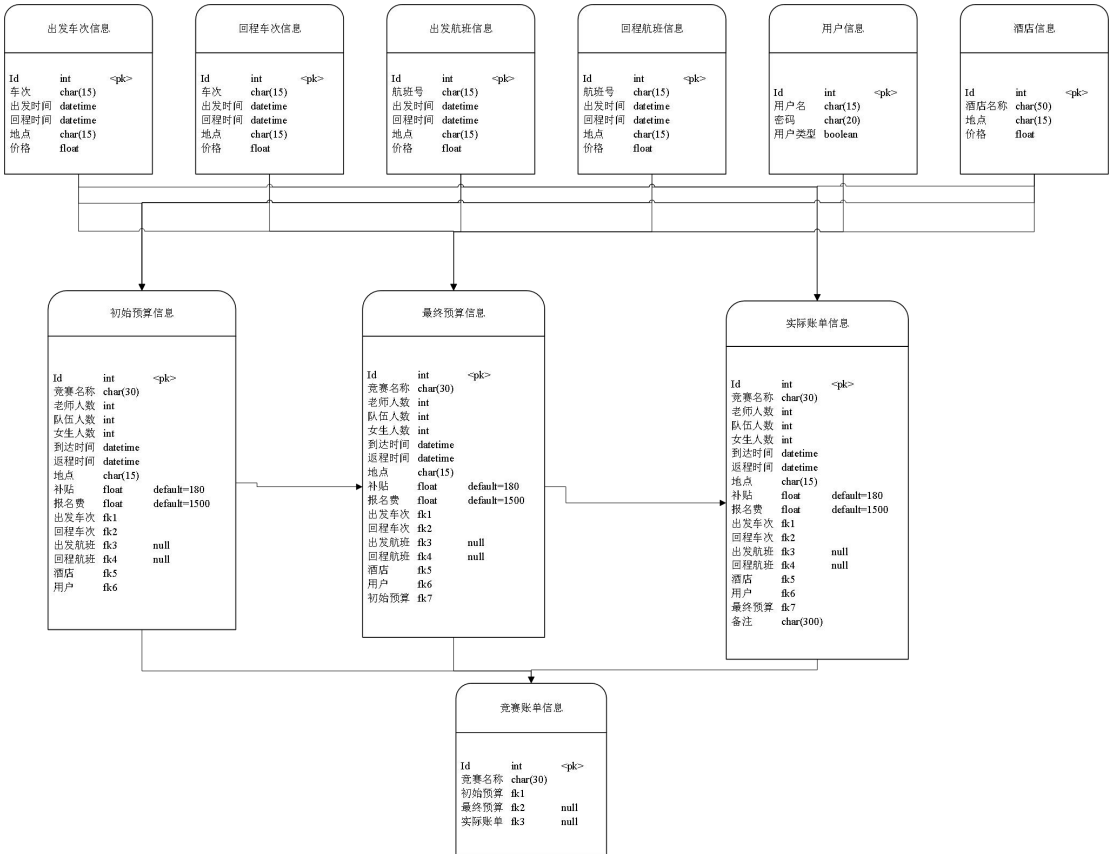 出发车次信息
Id int <pk>
车次 char(15)
出发时间 datetime
回程时间 datetime
地点 char(15)
价格 float
回程车次信息
Id int <pk>
车次 char(15)
出发时间 datetime
回程时间 datetime
地点 char(15)
价格 float
出发航班信息
Id int <pk>
航班号 char(15)
出发时间 datetime
回程时间 datetime
地点 char(15)
价格 float
回程航班信息
Id int <pk>
航班号 char(15)
出发时间 datetime
回程时间 datetime
地点 char(15)
价格 float
用户信息
Id int <pk>
用户名 char(15)
密码 char(20)
用户类型 boolean
酒店信息
Id int <pk>
酒店名称 char(50)
地点 char(15)
价格 float
初始预算信息
Id int <pk>
竞赛名称 char(30)
老师人数 int
队伍人数 int
女生人数 int
到达时间 datetime
返程时间 datetime
地点 char(15)
补贴 float default=180
报名费 float default=1500
出发车次 fk1
回程车次 fk2
出发航班 fk3 null
回程航班 fk4 null
酒店 fk5
用户 fk6
最终预算信息
Id int <pk>
竞赛名称 char(30)
老师人数 int
队伍人数 int
女生人数 int
到达时间 datetime
返程时间 datetime
地点 char(15)
补贴 float default=180
报名费 float default=1500
出发车次 fk1
回程车次 fk2
出发航班 fk3 null
回程航班 fk4 null
酒店 fk5
用户 fk6
初始预算 fk7
实际账单信息
Id int <pk>
竞赛名称 char(30)
老师人数 int
队伍人数 int
女生人数 int
到达时间 datetime
返程时间 datetime
地点 char(15)
补贴 float default=180
报名费 float default=1500
出发车次 fk1
回程车次 fk2
出发航班 fk3 null
回程航班 fk4 null
酒店 fk5
用户 fk6
最终预算 fk7
备注 char(300)
竞赛账单信息
Id int <pk>
竞赛名称 char(30)
初始预算 fk1
最终预算 fk2 null
实际账单 fk3 null